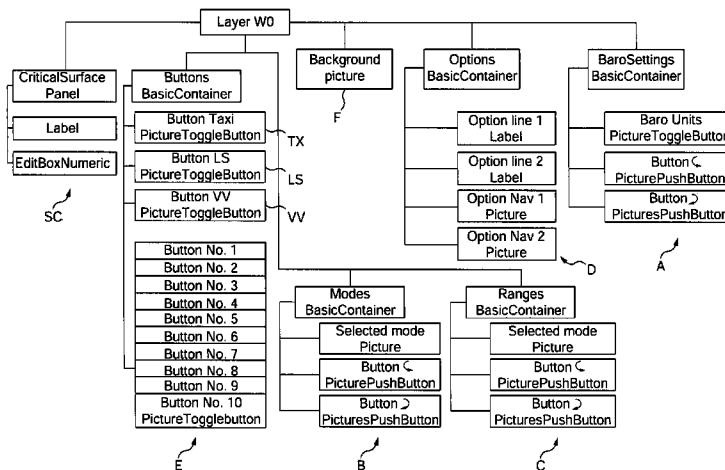 Layer W0
CriticalSurface
Panel
Label
EditBoxNumeric
SC
Buttons
BasicContainer
Button Taxi
PictureToggleButton
TX
Button LS
PictureToggleButton
LS
Button VV
PictureToggleButton
VV
Button No. 1
Button No. 2
Button No. 3
Button No. 4
Button No. 5
Button No. 6
Button No. 7
Button No. 8
Button No. 9
Button No. 10
PictureTogglebutton
E
Background
picture
F
Options
BasicContainer
Option line 1
Label
Option line 2
Label
Option Nav 1
Picture
Option Nav 2
Picture
D
BaroSettings
BasicContainer
Baro Units
PictureToggleButton
Button
PicturePushButton
Button
PicturesPushButton
A
Modes
BasicContainer
Selected mode
Picture
Button
PicturePushButton
Button
PicturesPushButton
B
Ranges
BasicContainer
Selected mode
Picture
Button
PicturePushButton
Button
PicturesPushButton
C